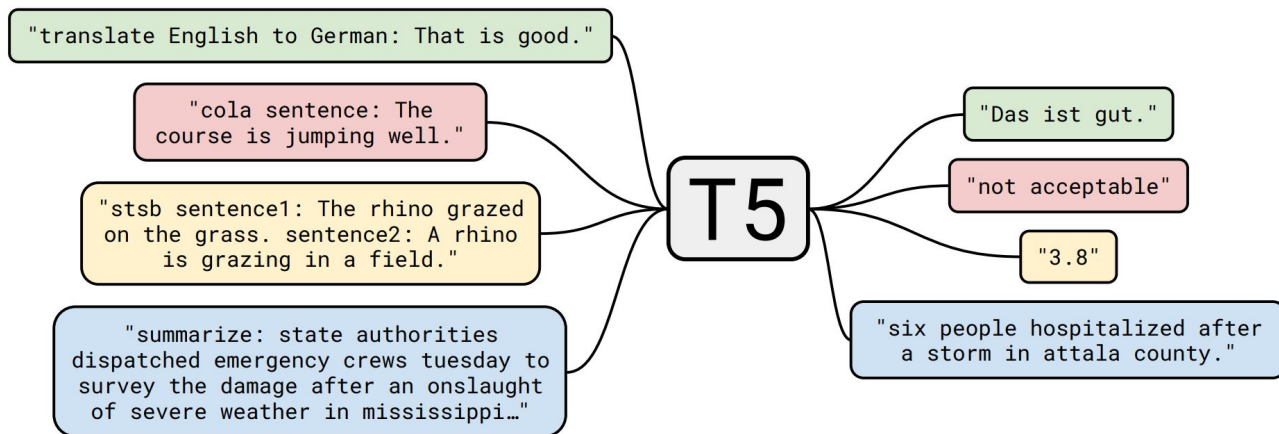 "translate English to German: That is good."
"cola sentence: The
course is jumping well."
"stsb sentence1: The rhino grazed
on the grass. sentence2: A rhino
is grazing in a field."
"summarize: state authorities
dispatched emergency crews tuesday to
survey the damage after an onslaught
of severe weather in mississippi…"
T5
"Das ist gut."
"not acceptable"
"3.8"
"six people hospitalized after
a storm in attala county."